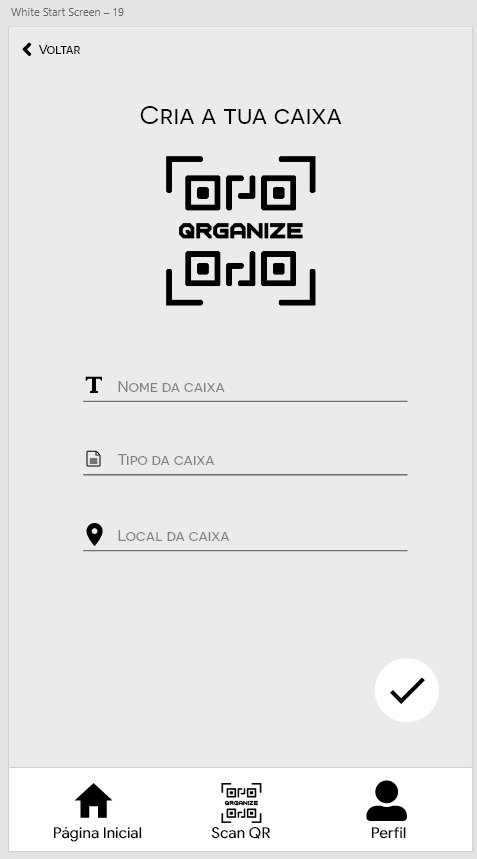 White Start Screen – 19
Voltar
Cria a tua caixa
QRGANIZE
Nome da caixa
Tipo da caixa
Local da caixa
QRGANIZE
Página Inicial
Scan QR
Perfil